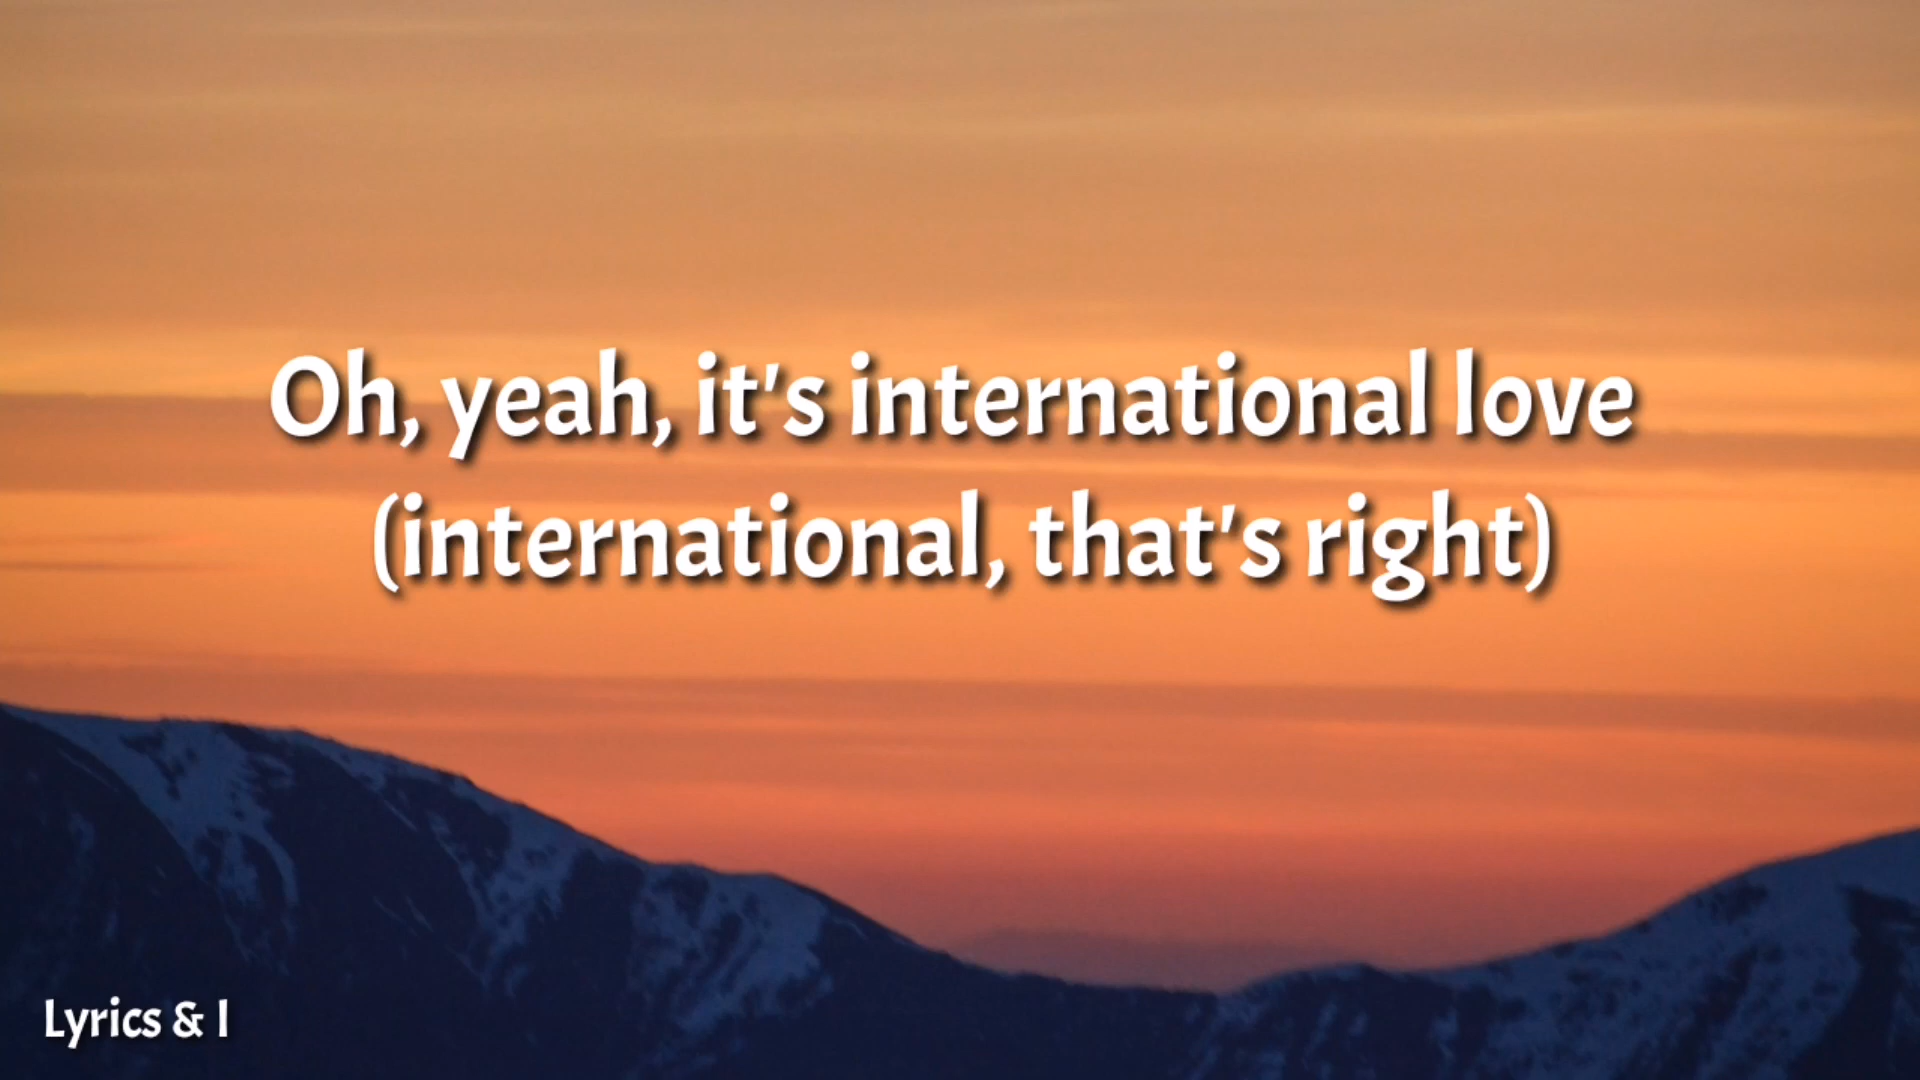 Oh, yeah, it's international love
(international, that's right)
Lyrics & I